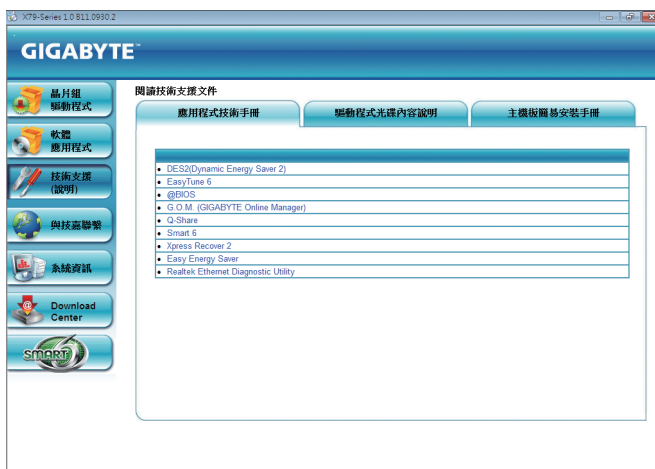 X79-Series 1.0 B11.0930.2
GIGABYTE™
晶片組
驅動程式
軟體
應用程式
技術支援
(說明)
與技嘉聯繫
系統資訊
Download
Center
SMART 6
閱讀技術支援文件
應用程式技術手冊
驅動程式光碟內容說明
主機板簡易安裝手冊
• DES2(Dynamic Energy Saver 2)
• EasyTune 6
• @BIOS
• G.O.M. (GIGABYTE Online Manager)
• Q-Share
• Smart 6
• Xpress Recover 2
• Easy Energy Saver
• Realtek Ethernet Diagnostic Utility